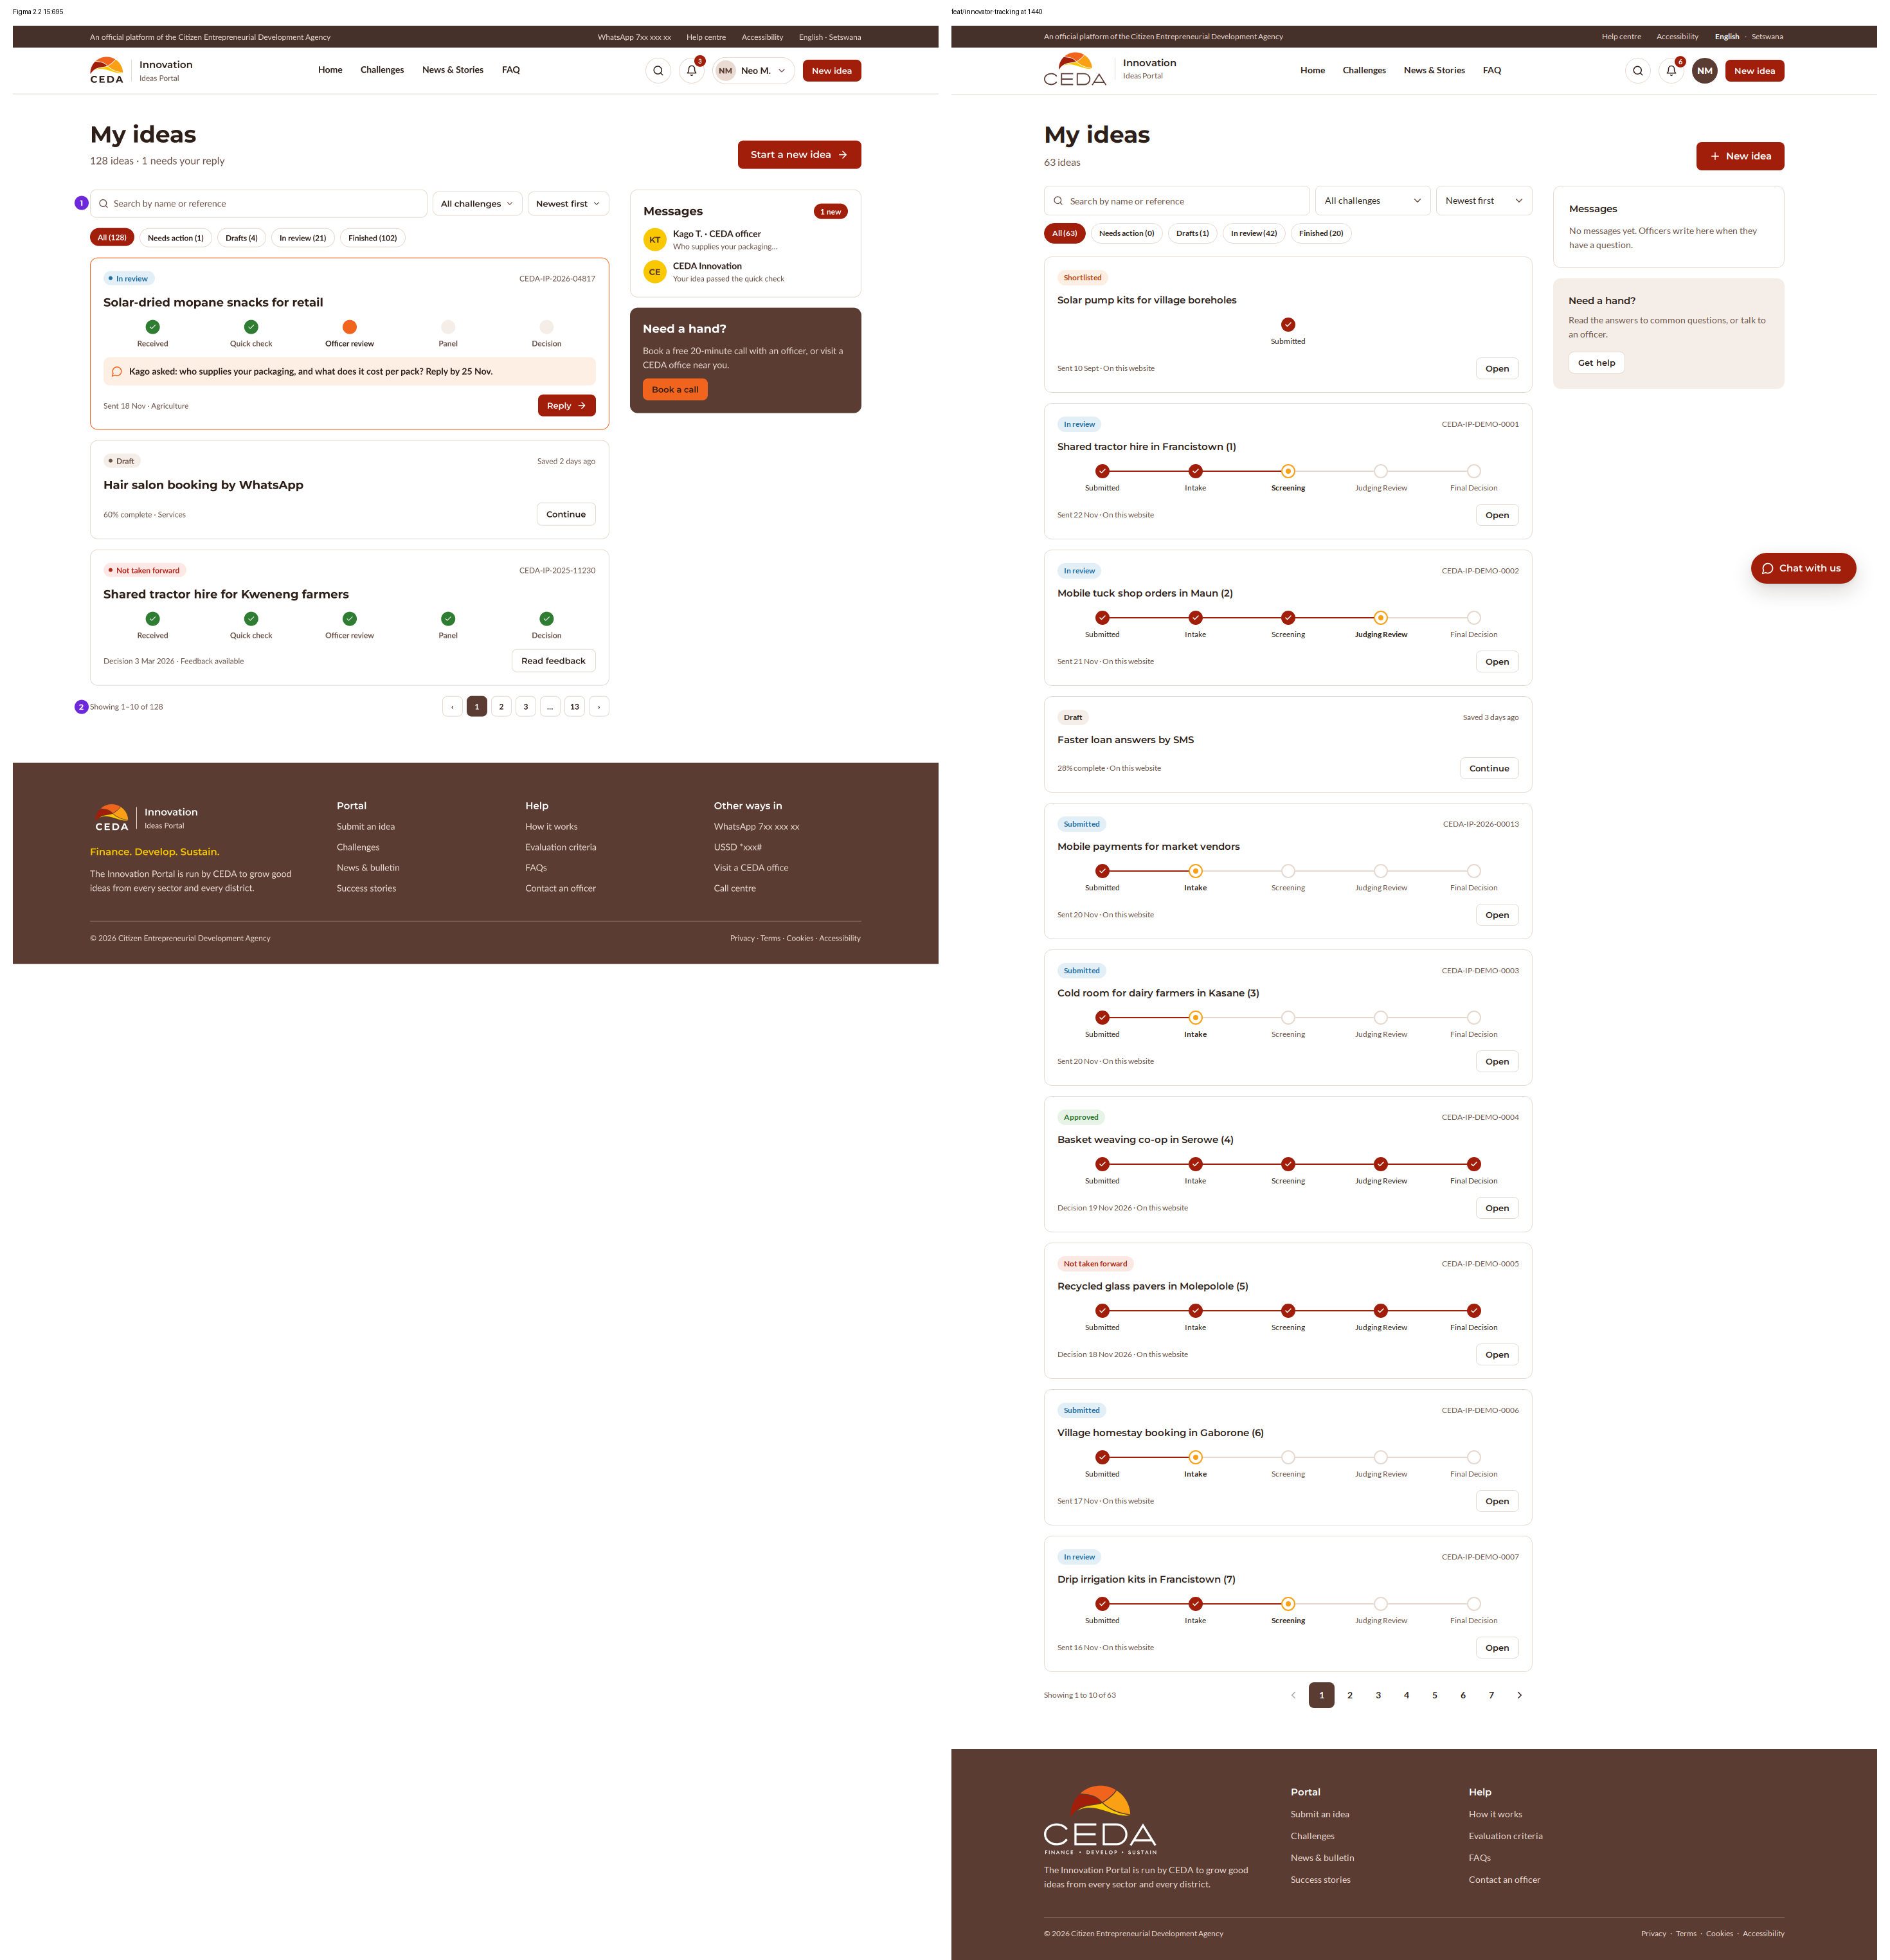 Figma 2.2 15:695
An official platform of the Citizen Entrepreneurial Development Agency
WhatsApp 7xx xxx xx
Help centre
Accessibility
English · Setswana
CEDA
Innovation
Ideas Portal
Home
Challenges
News & Stories
FAQ
3
NM
Neo M.
New idea
My ideas
128 ideas · 1 needs your reply
Start a new idea
1
Search by name or reference
All challenges
Newest first
All (128)
Needs action (1)
Drafts (4)
In review (21)
Finished (102)
In review
CEDA-IP-2026-04817
Solar-dried mopane snacks for retail
Received
Quick check
Officer review
Panel
Decision
Kago asked: who supplies your packaging, and what does it cost per pack? Reply by 25 Nov.
Sent 18 Nov · Agriculture
Reply
Draft
Saved 2 days ago
Hair salon booking by WhatsApp
60% complete · Services
Continue
Not taken forward
CEDA-IP-2025-11230
Shared tractor hire for Kweneng farmers
Received
Quick check
Officer review
Panel
Decision
Decision 3 Mar 2026 · Feedback available
Read feedback
2
Showing 1–10 of 128
‹
1
2
3
...
13
›
Messages
1 new
KT
Kago T. · CEDA officer
Who supplies your packaging...
CE
CEDA Innovation
Your idea passed the quick check
Need a hand?
Book a free 20-minute call with an officer, or visit a
CEDA office near you.
Book a call
CEDA
Innovation
Ideas Portal
Finance. Develop. Sustain.
The Innovation Portal is run by CEDA to grow good
ideas from every sector and every district.
Portal
Submit an idea
Challenges
News & bulletin
Success stories
Help
How it works
Evaluation criteria
FAQs
Contact an officer
Other ways in
WhatsApp 7xx xxx xx
USSD *xxx#
Visit a CEDA office
Call centre
© 2026 Citizen Entrepreneurial Development Agency
Privacy · Terms · Cookies · Accessibility
feat/innovator-tracking at 1440
An official platform of the Citizen Entrepreneurial Development Agency
Help centre
Accessibility
English · Setswana
CEDA
Innovation
Ideas Portal
Home
Challenges
News & Stories
FAQ
6
NM
New idea
My ideas
63 ideas
New idea
Search by name or reference
All challenges
Newest first
All (63)
Needs action (0)
Drafts (1)
In review (42)
Finished (20)
Shortlisted
Solar pump kits for village boreholes
Submitted
Sent 10 Sept · On this website
Open
In review
CEDA-IP-DEMO-0001
Shared tractor hire in Francistown (1)
Submitted
Intake
Screening
Judging Review
Final Decision
Sent 22 Nov · On this website
Open
In review
CEDA-IP-DEMO-0002
Mobile tuck shop orders in Maun (2)
Submitted
Intake
Screening
Judging Review
Final Decision
Sent 21 Nov · On this website
Open
Draft
Saved 3 days ago
Faster loan answers by SMS
28% complete · On this website
Continue
Submitted
CEDA-IP-2026-00013
Mobile payments for market vendors
Submitted
Intake
Screening
Judging Review
Final Decision
Sent 20 Nov · On this website
Open
Submitted
CEDA-IP-DEMO-0003
Cold room for dairy farmers in Kasane (3)
Submitted
Intake
Screening
Judging Review
Final Decision
Sent 20 Nov · On this website
Open
Approved
CEDA-IP-DEMO-0004
Basket weaving co-op in Serowe (4)
Submitted
Intake
Screening
Judging Review
Final Decision
Decision 19 Nov 2026 · On this website
Open
Not taken forward
CEDA-IP-DEMO-0005
Recycled glass pavers in Molepolole (5)
Submitted
Intake
Screening
Judging Review
Final Decision
Decision 18 Nov 2026 · On this website
Open
Submitted
CEDA-IP-DEMO-0006
Village homestay booking in Gaborone (6)
Submitted
Intake
Screening
Judging Review
Final Decision
Sent 17 Nov · On this website
Open
In review
CEDA-IP-DEMO-0007
Drip irrigation kits in Francistown (7)
Submitted
Intake
Screening
Judging Review
Final Decision
Sent 16 Nov · On this website
Open
Showing 1 to 10 of 63
1
2
3
4
5
6
7
Messages
No messages yet. Officers write here when they
have a question.
Need a hand?
Read the answers to common questions, or talk to
an officer.
Get help
Chat with us
CEDA
FINANCE • DEVELOP • SUSTAIN
The Innovation Portal is run by CEDA to grow good
ideas from every sector and every district.
Portal
Submit an idea
Challenges
News & bulletin
Success stories
Help
How it works
Evaluation criteria
FAQs
Contact an officer
© 2026 Citizen Entrepreneurial Development Agency
Privacy · Terms · Cookies · Accessibility